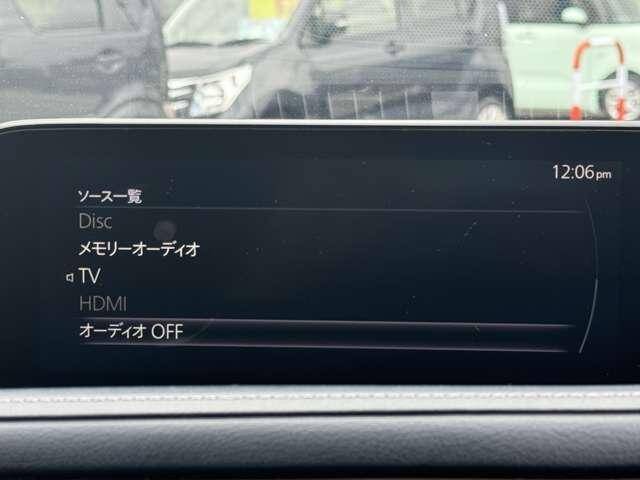 12:06pm
ソース一覧
Disc
メモリーオーディオ
TV
HDMI
オーディオ OFF